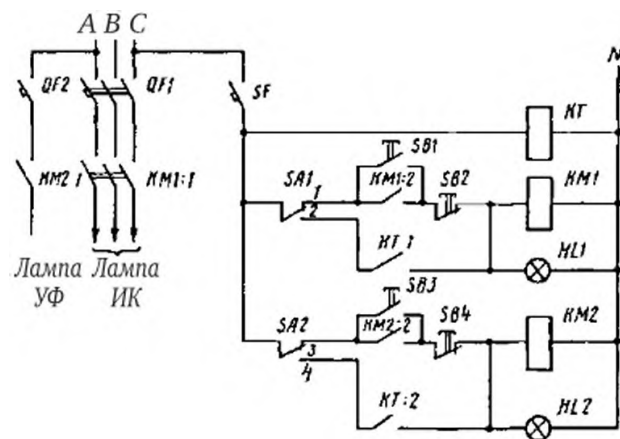 A B C
N
QF2
QF1
SF
KT
KM2 1
KM1:1
SB1
KM1:2
SB2
KM1
SA1
1
2
KT 1
HL1
Лампа
УФ
Лампа
ИК
SB3
KM2:2
SB4
KM2
SA2
3
4
KT:2
HL2